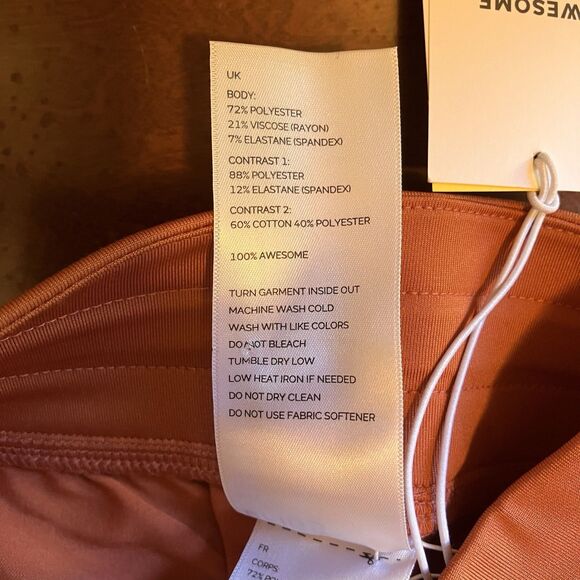 AWESOME
UK
BODY:
72% POLYESTER
21% VISCOSE (RAYON)
7% ELASTANE (SPANDEX)
CONTRAST 1:
88% POLYESTER
12% ELASTANE (SPANDEX)
CONTRAST 2:
60% COTTON 40% POLYESTER
100% AWESOME
TURN GARMENT INSIDE OUT
MACHINE WASH COLD
WASH WITH LIKE COLORS
DO NOT BLEACH
TUMBLE DRY LOW
LOW HEAT IRON IF NEEDED
DO NOT DRY CLEAN
DO NOT USE FABRIC SOFTENER
FR
CORPS